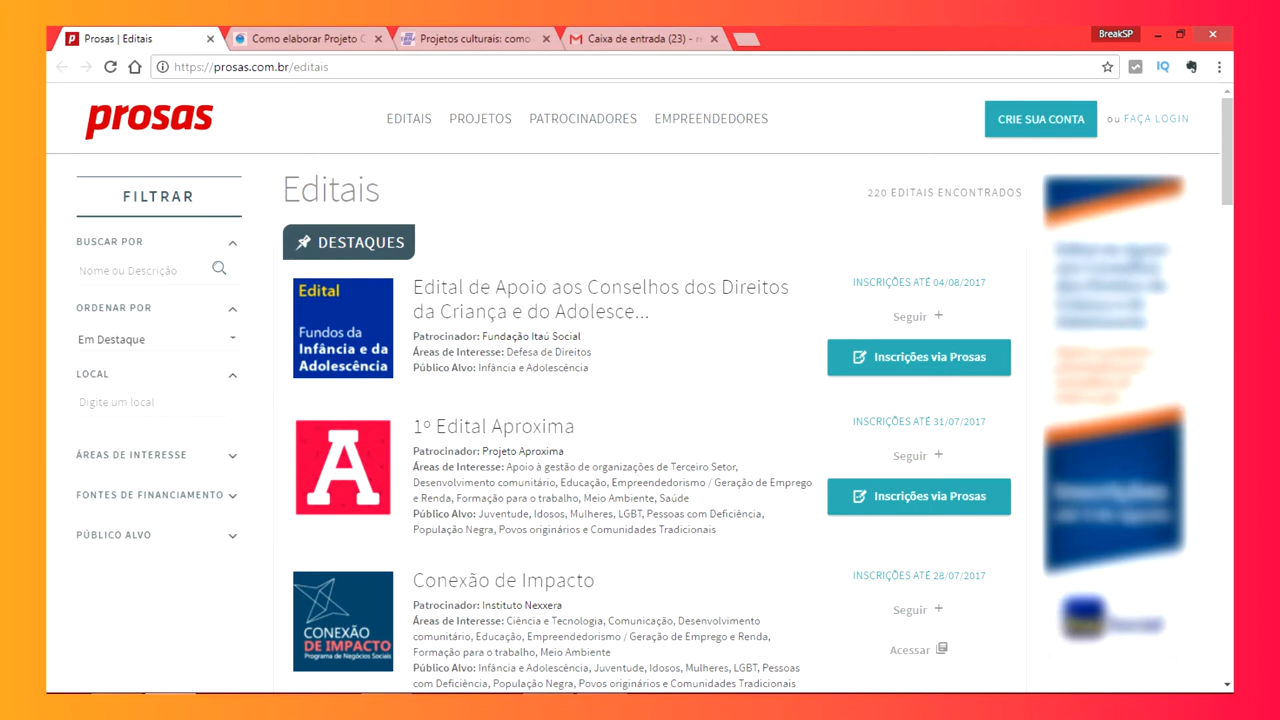 Prosas | Editais
Como elaborar Projeto C
Projetos culturais: como
Caixa de entrada (23) - r
BreakSP
https://prosas.com.br/editais
prosas
EDITAIS PROJETOS PATROCINADORES EMPREENDEDORES
CRIE SUA CONTA ou FAÇA LOGIN
FILTRAR
BUSCAR POR
Nome ou Descrição
ORDENAR POR
Em Destaque
LOCAL
Digite um local
ÁREAS DE INTERESSE
FONTES DE FINANCIAMENTO
PÚBLICO ALVO
Editais
220 EDITAIS ENCONTRADOS
DESTAQUES
Edital
Fundos da
Infância e da
Adolescência
Edital de Apoio aos Conselhos dos Direitos
da Criança e do Adolesce...
Patrocinador: Fundação Itaú Social
Áreas de Interesse: Defesa de Direitos
Público Alvo: Infância e Adolescência
INSCRIÇÕES ATÉ 04/08/2017
Seguir +
Inscrições via Prosas
A
1º Edital Aproxima
Patrocinador: Projeto Aproxima
Áreas de Interesse: Apoio à gestão de organizações de Terceiro Setor,
Desenvolvimento comunitário, Educação, Empreendedorismo / Geração de Emprego
e Renda, Formação para o trabalho, Meio Ambiente, Saúde
Público Alvo: Juventude, Idosos, Mulheres, LGBT, Pessoas com Deficiência,
População Negra, Povos originários e Comunidades Tradicionais
INSCRIÇÕES ATÉ 31/07/2017
Seguir +
Inscrições via Prosas
CONEXÃO
DE IMPACTO
Programa de Negócios Sociais
Conexão de Impacto
Patrocinador: Instituto Nexxera
Áreas de Interesse: Ciência e Tecnologia, Comunicação, Desenvolvimento
comunitário, Educação, Empreendedorismo / Geração de Emprego e Renda,
Formação para o trabalho, Meio Ambiente
Público Alvo: Infância e Adolescência, Juventude, Idosos, Mulheres, LGBT, Pessoas
com Deficiência, População Negra, Povos originários e Comunidades Tradicionais
INSCRIÇÕES ATÉ 28/07/2017
Seguir +
Acessar